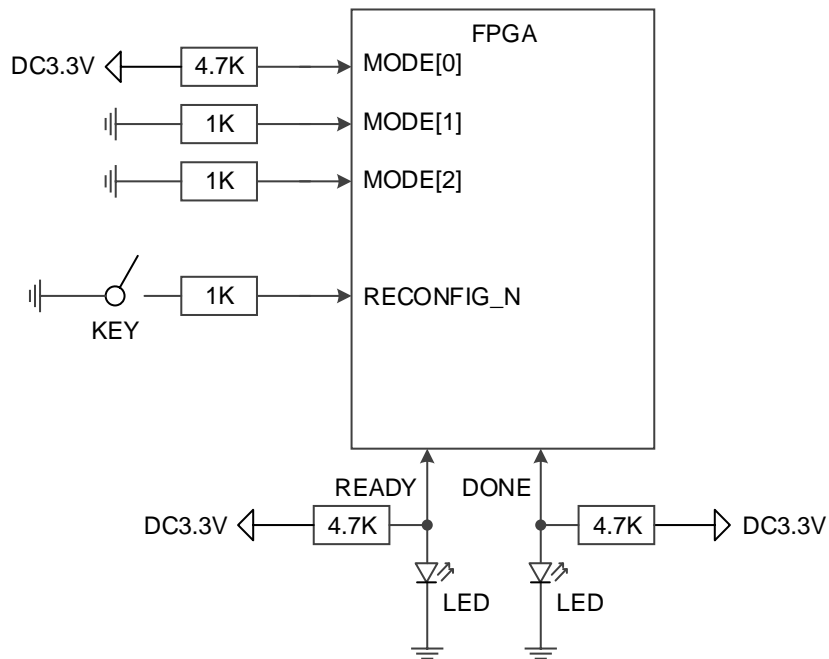 FPGA
DC3.3V 4.7K MODE[0]
1K MODE[1]
1K MODE[2]
1K RECONFIG_N
KEY
READY DONE
DC3.3V 4.7K 4.7K DC3.3V
LED LED